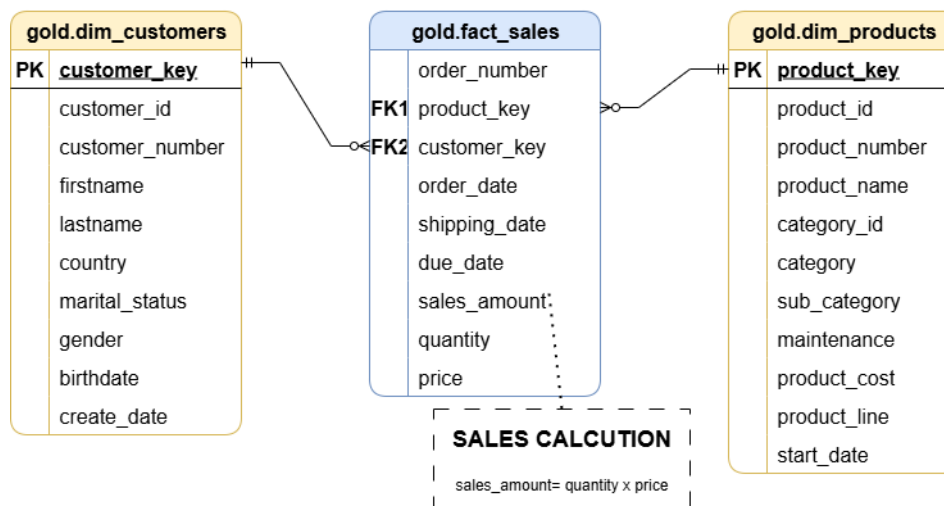 gold.dim_customers
PK customer_key
customer_id
customer_number
firstname
lastname
country
marital_status
gender
birthdate
create_date
gold.fact_sales
order_number
FK1 product_key
FK2 customer_key
order_date
shipping_date
due_date
sales_amount
quantity
price
SALES CALCUTION
sales_amount= quantity x price
gold.dim_products
PK product_key
product_id
product_number
product_name
category_id
category
sub_category
maintenance
product_cost
product_line
start_date